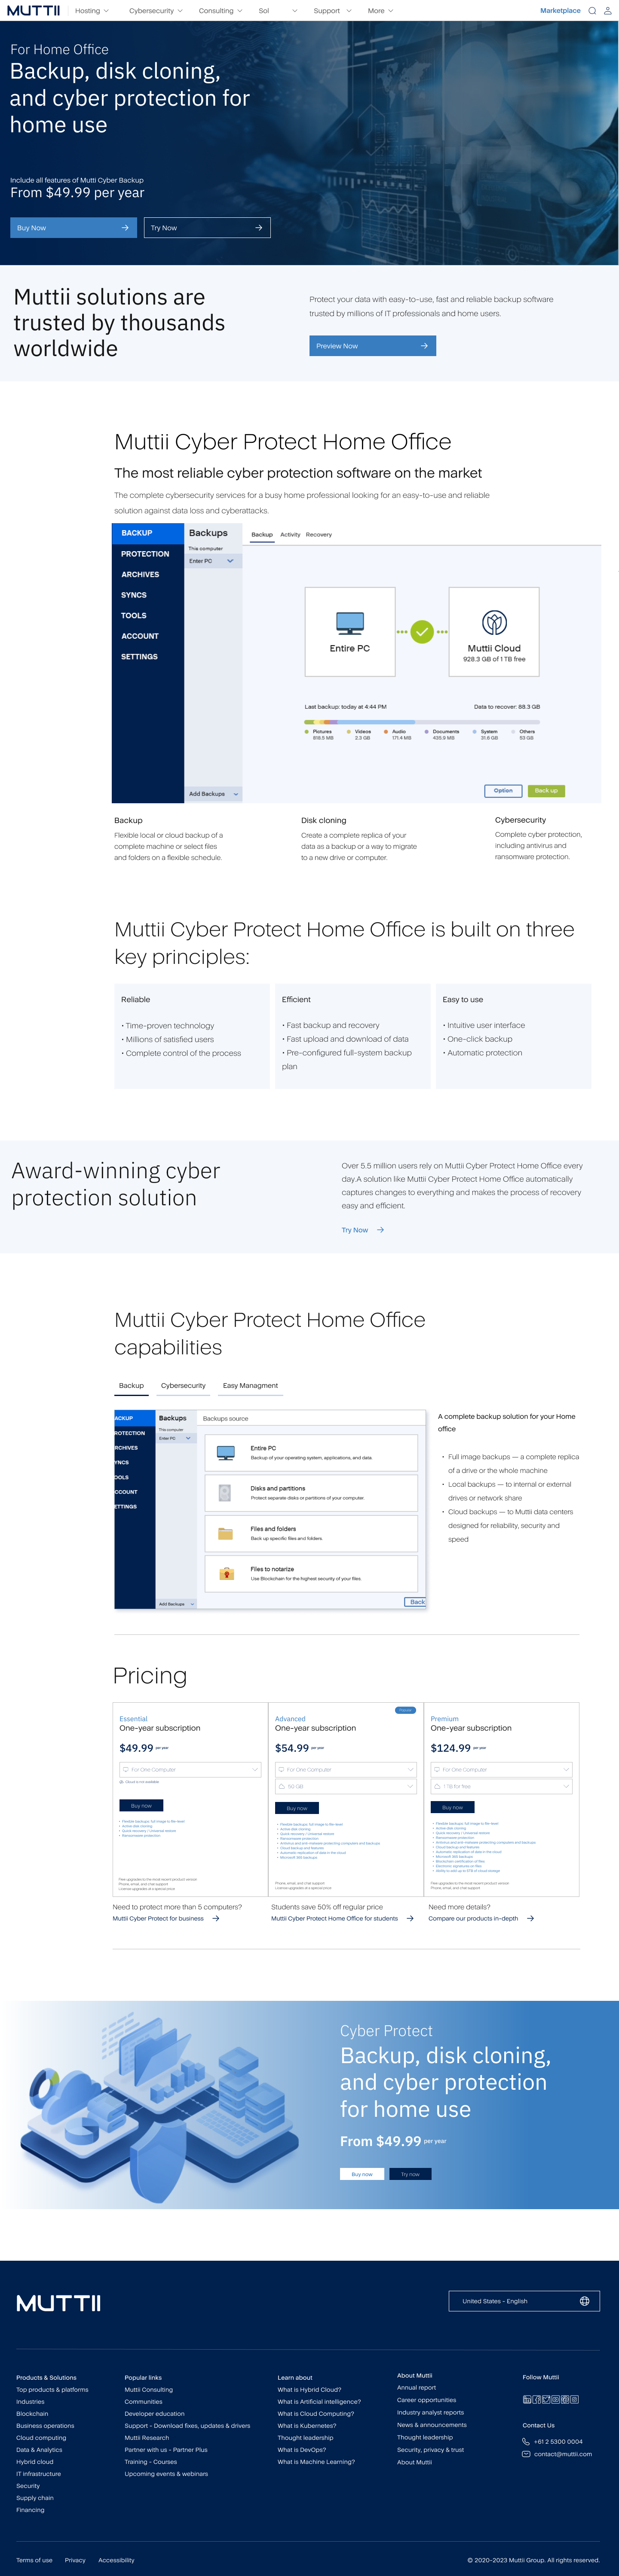 MUTTII Hosting Cybersecurity Consulting Sol Support More Marketplace
For Home Office
Backup, disk cloning,
and cyber protection for
home use
Include all features of Mutti Cyber Backup
From $49.99 per year
Buy Now
Try Now
Muttii solutions are
trusted by thousands
worldwide
Protect your data with easy-to-use, fast and reliable backup software
trusted by millions of IT professionals and home users.
Preview Now
Muttii Cyber Protect Home Office
The most reliable cyber protection software on the market
The complete cybersecurity services for a busy home professional looking for an easy-to-use and reliable
solution against data loss and cyberattacks.
BACKUP
PROTECTION
ARCHIVES
SYNCS
TOOLS
ACCOUNT
SETTINGS
Backups
This computer
Enter PC
Add Backups
Backup Activity Recovery
Entire PC
Muttii Cloud
928.3 GB of 1 TB free
Last backup: today at 4:44 PM
Data to recover: 88.3 GB
Pictures Videos Audio Documents System Others
818.5 MB 2.3 GB 171.4 MB 435.9 MB 31.6 GB 53 GB
Option
Back up
Backup
Flexible local or cloud backup of a
complete machine or select files
and folders on a flexible schedule.
Disk cloning
Create a complete replica of your
data as a backup or a way to migrate
to a new drive or computer.
Cybersecurity
Complete cyber protection,
including antivirus and
ransomware protection.
Muttii Cyber Protect Home Office is built on three
key principles:
Reliable
• Time-proven technology
• Millions of satisfied users
• Complete control of the process
Efficient
• Fast backup and recovery
• Fast upload and download of data
• Pre-configured full-system backup
plan
Easy to use
• Intuitive user interface
• One-click backup
• Automatic protection
Award-winning cyber
protection solution
Over 5.5 million users rely on Muttii Cyber Protect Home Office every
day.A solution like Muttii Cyber Protect Home Office automatically
captures changes to everything and makes the process of recovery
easy and efficient.
Try Now
Muttii Cyber Protect Home Office
capabilities
Backup Cybersecurity Easy Managment
ACKUP
ROTECTION
RCHIVES
YNCS
OOLS
CCOUNT
ETTINGS
Backups
This computer
Enter PC
Add Backups
Backups source
Entire PC
Backup of your operating system, applications, and data.
Disks and partitions
Protect separate disks or partitions of your computer.
Files and folders
Back up specific files and folders.
Files to notarize
Use Blockchain for the highest security of your files.
Back
A complete backup solution for your Home
office
• Full image backups — a complete replica
of a drive or the whole machine
• Local backups — to internal or external
drives or network share
• Cloud backups — to Muttii data centers
designed for reliability, security and
speed
Pricing
Essential
One-year subscription
$49.99 per year
For One Computer
Cloud is not available
Buy now
• Flexible backups: full image to file-level
• Active disk cloning
• Quick recovery / Universal restore
• Ransomware protection
Free upgrades to the most recent product version
Phone, email, and chat support
License upgrades at a special price
Popular
Advanced
One-year subscription
$54.99 per year
For One Computer
50 GB
Buy now
• Flexible backups: full image to file-level
• Active disk cloning
• Quick recovery / Universal restore
• Ransomware protection
• Antivirus and anti-malware protecting computers and backups
• Cloud backup and features
• Automatic replication of data in the cloud
• Microsoft 365 backups
Phone, email, and chat support
License upgrades at a special price
Premium
One-year subscription
$124.99 per year
For One Computer
1 TB for free
Buy now
• Flexible backups: full image to file-level
• Active disk cloning
• Quick recovery / Universal restore
• Ransomware protection
• Antivirus and anti-malware protecting computers and backups
• Cloud backup and features
• Automatic replication of data in the cloud
• Microsoft 365 backups
• Blockchain certification of files
• Electronic signatures on files
• Ability to add up to 5TB of cloud storage
Free upgrades to the most recent product version
Phone, email, and chat support
Need to protect more than 5 computers?
Muttii Cyber Protect for business
Students save 50% off regular price
Muttii Cyber Protect Home Office for students
Need more details?
Compare our products in-depth
Cyber Protect
Backup, disk cloning,
and cyber protection
for home use
From $49.99 per year
Buy now
Try now
MUTTII
United States - English
Products & Solutions
Top products & platforms
Industries
Blockchain
Business operations
Cloud computing
Data & Analytics
Hybrid cloud
IT infrastructure
Security
Supply chain
Financing
Popular links
Muttii Consulting
Communities
Developer education
Support - Download fixes, updates & drivers
Muttii Research
Partner with us - Partner Plus
Training - Courses
Upcoming events & webinars
Learn about
What is Hybrid Cloud?
What is Artificial intelligence?
What is Cloud Computing?
What is Kubernetes?
Thought leadership
What is DevOps?
What is Machine Learning?
About Muttii
Annual report
Career opportunities
Industry analyst reports
News & announcements
Thought leadership
Security, privacy & trust
About Muttii
Follow Muttii
Contact Us
+61 2 5300 0004
contact@muttii.com
Terms of use Privacy Accessibility
© 2020-2023 Muttii Group. All rights reserved.